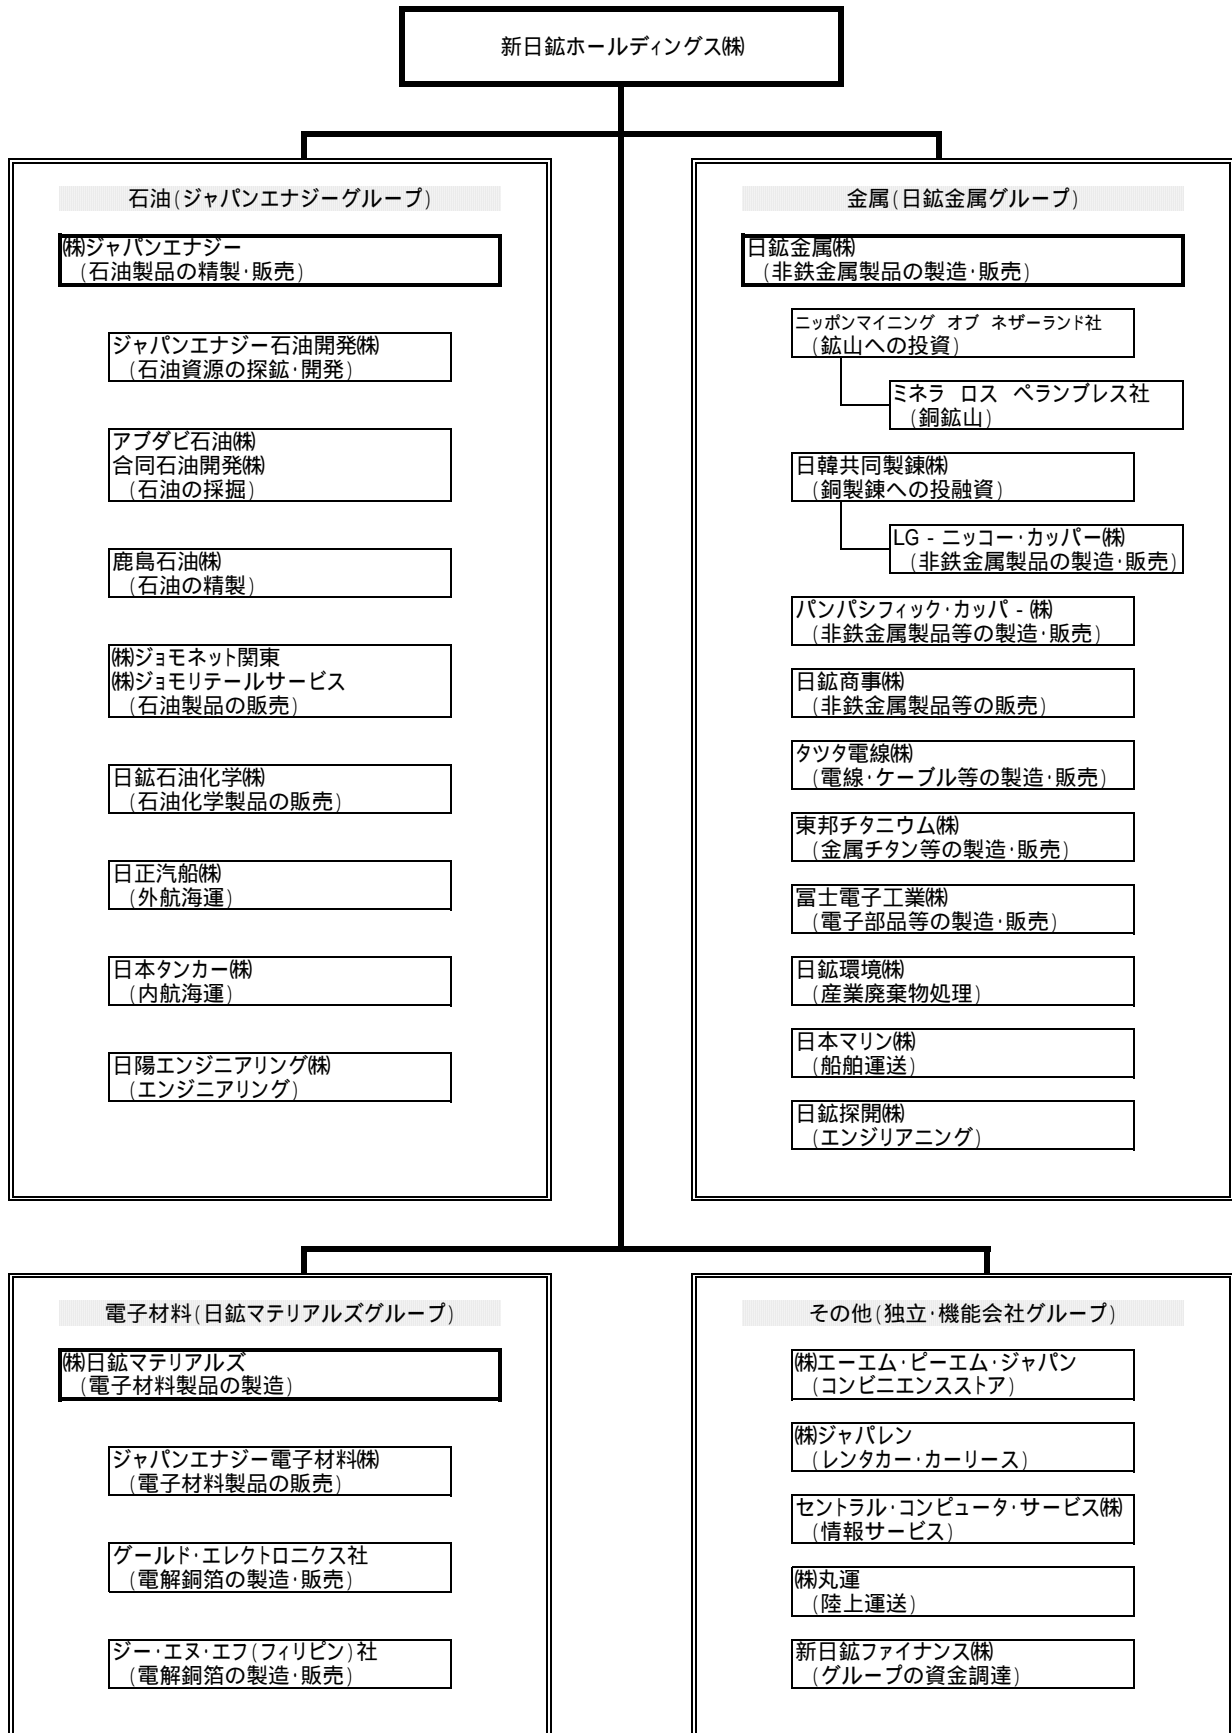 新日鉱ホールディングス㈱
石油(ジャパンエナジーグループ)
㈱ジャパンエナジー
(石油製品の精製･販売)
ジャパンエナジー石油開発㈱
(石油資源の探鉱･開発)
アブダビ石油㈱
合同石油開発㈱
(石油の採掘)
鹿島石油㈱
(石油の精製)
㈱ジョモネット関東
㈱ジョモリテールサービス
(石油製品の販売)
日鉱石油化学㈱
(石油化学製品の販売)
日正汽船㈱
(外航海運)
日本タンカー㈱
(内航海運)
日陽エンジニアリング㈱
(エンジニアリング)
金属(日鉱金属グループ)
日鉱金属㈱
(非鉄金属製品の製造･販売)
ニッポンマイニング オブ ネザーランド社
(鉱山への投資)
ミネラ ロス ペランブレス社
(銅鉱山)
日韓共同製錬㈱
(銅製錬への投融資)
LG - ニッコー･カッパー㈱
(非鉄金属製品の製造･販売)
パンパシフィック･カッパ - ㈱
(非鉄金属製品等の製造･販売)
日鉱商事㈱
(非鉄金属製品等の販売)
タツタ電線㈱
(電線･ケーブル等の製造･販売)
東邦チタニウム㈱
(金属チタン等の製造･販売)
冨士電子工業㈱
(電子部品等の製造･販売)
日鉱環境㈱
(産業廃棄物処理)
日本マリン㈱
(船舶運送)
日鉱探開㈱
(エンジリアニング)
電子材料(日鉱マテリアルズグループ)
㈱日鉱マテリアルズ
(電子材料製品の製造)
ジャパンエナジー電子材料㈱
(電子材料製品の販売)
グールド･エレクトロニクス社
(電解銅箔の製造･販売)
ジー･エヌ･エフ(フィリピン)社
(電解銅箔の製造･販売)
その他(独立･機能会社グループ)
㈱エーエム･ピーエム･ジャパン
(コンビニエンスストア)
㈱ジャパレン
(レンタカー･カーリース)
セントラル･コンピュータ･サービス㈱
(情報サービス)
㈱丸運
(陸上運送)
新日鉱ファイナンス㈱
(グループの資金調達)